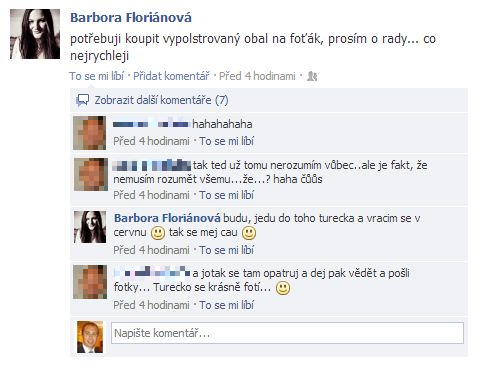 Barbora Floriánová
potřebuji koupit vypolstrovaný obal na foťák, prosím o rady... co
nejrychleji
To se mi líbí · Přidat komentář · Před 4 hodinami ·
Zobrazit další komentáře (7)
hahahahaha
Před 4 hodinami · To se mi líbí
tak ted už tomu nerozumím vůbec..ale je fakt, že
nemusím rozumět všemu...že...? haha čůůs
Před 4 hodinami · To se mi líbí
Barbora Floriánová budu, jedu do toho turecka a vracim se v
cervnu tak se mej cau
Před 4 hodinami · To se mi líbí
a jotak se tam opatruj a dej pak vědět a pošli
fotky... Turecko se krásně fotí...
Před 4 hodinami · To se mi líbí
Napište komentář...